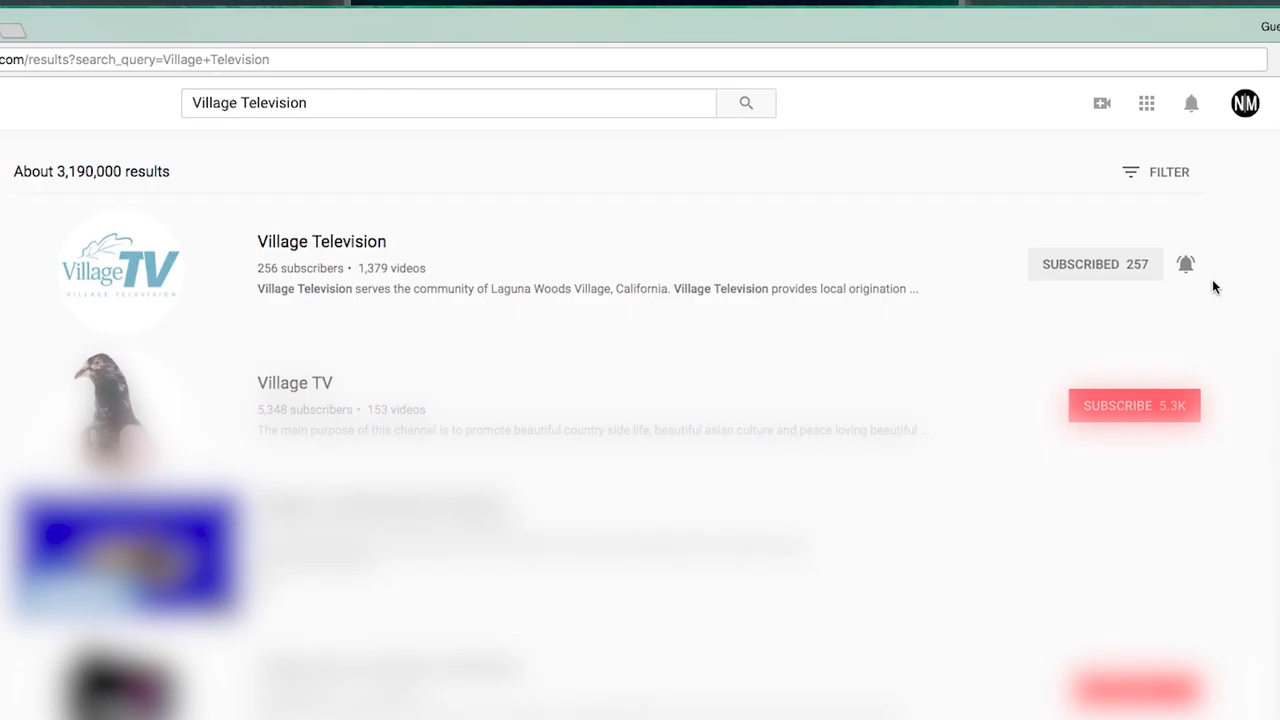 Gue
com/results?search_query=Village+Television
Village Television
NM
About 3,190,000 results
FILTER
Village TV
VILLAGE TELEVISION
Village Television
256 subscribers • 1,379 videos
Village Television serves the community of Laguna Woods Village, California. Village Television provides local origination ...
SUBSCRIBED 257
Village TV
5,348 subscribers • 153 videos
The main purpose of this channel is to promote beautiful country side life, beautiful asian culture and peace loving beautiful ...
SUBSCRIBE 5.3K